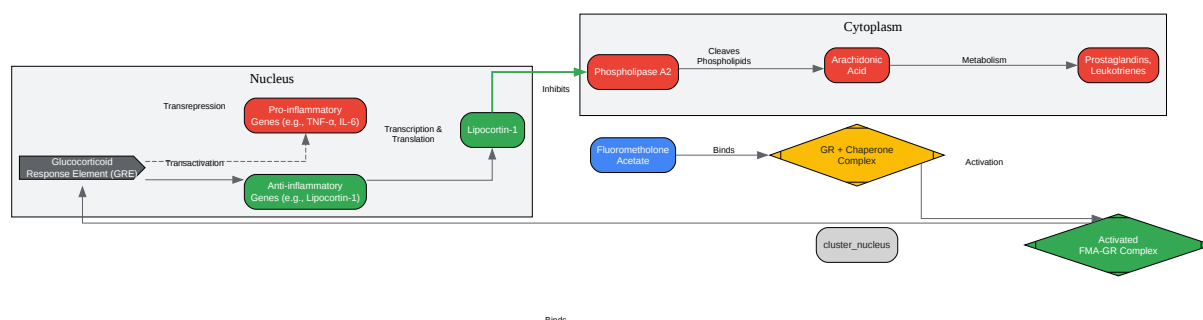 Cytoplasm
Cleaves
Phospholipids
Phospholipase A2
Arachidonic
Acid
Metabolism
Prostaglandins,
Leukotrienes
Nucleus
Inhibits
Transrepression
Pro-inflammatory
Genes (e.g., TNF-α, IL-6)
Transcription &
Translation
Lipocortin-1
Glucocorticoid
Response Element (GRE)
Transactivation
Anti-inflammatory
Genes (e.g., Lipocortin-1)
Fluorometholone
Acetate
Binds
GR + Chaperone
Complex
Activation
cluster_nucleus
Activated
FMA-GR Complex
Binds